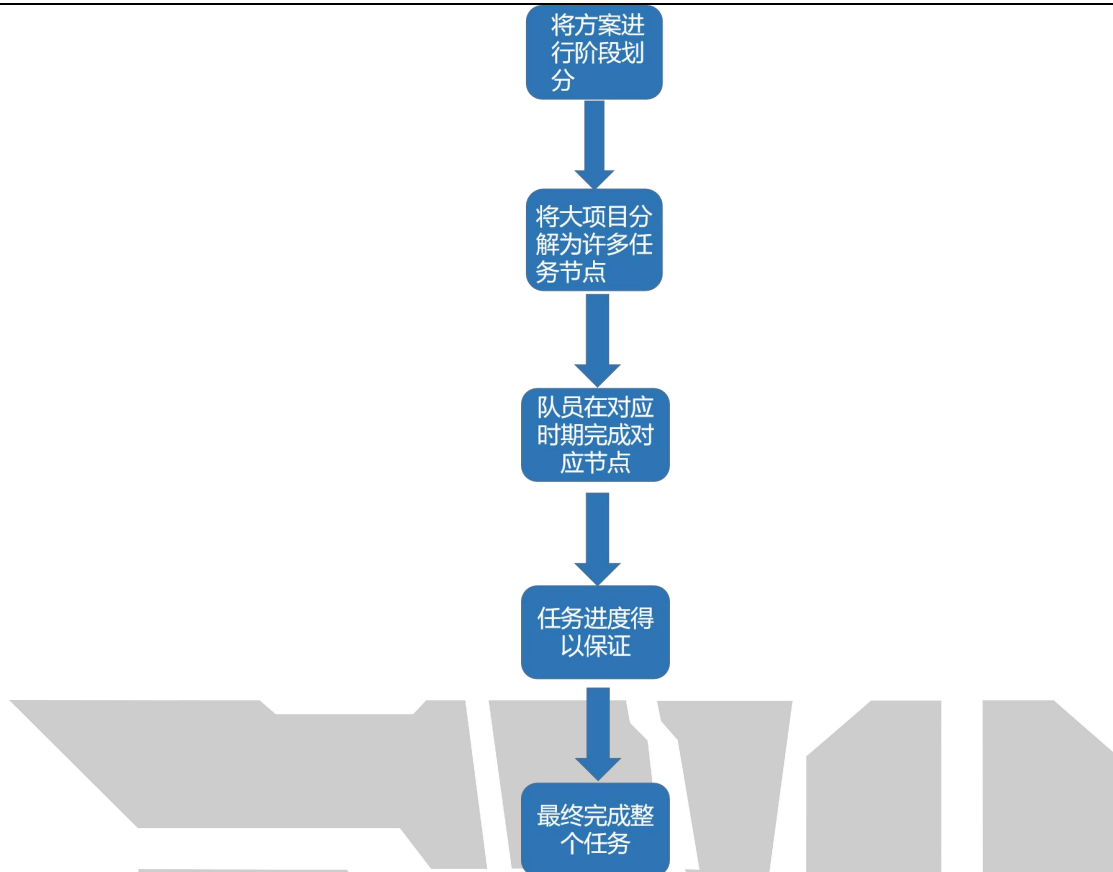 将方案进
行阶段划
分
将大项目分
解为许多任
务节点
队员在对应
时期完成对
应节点
任务进度得
以保证
最终完成整
个任务